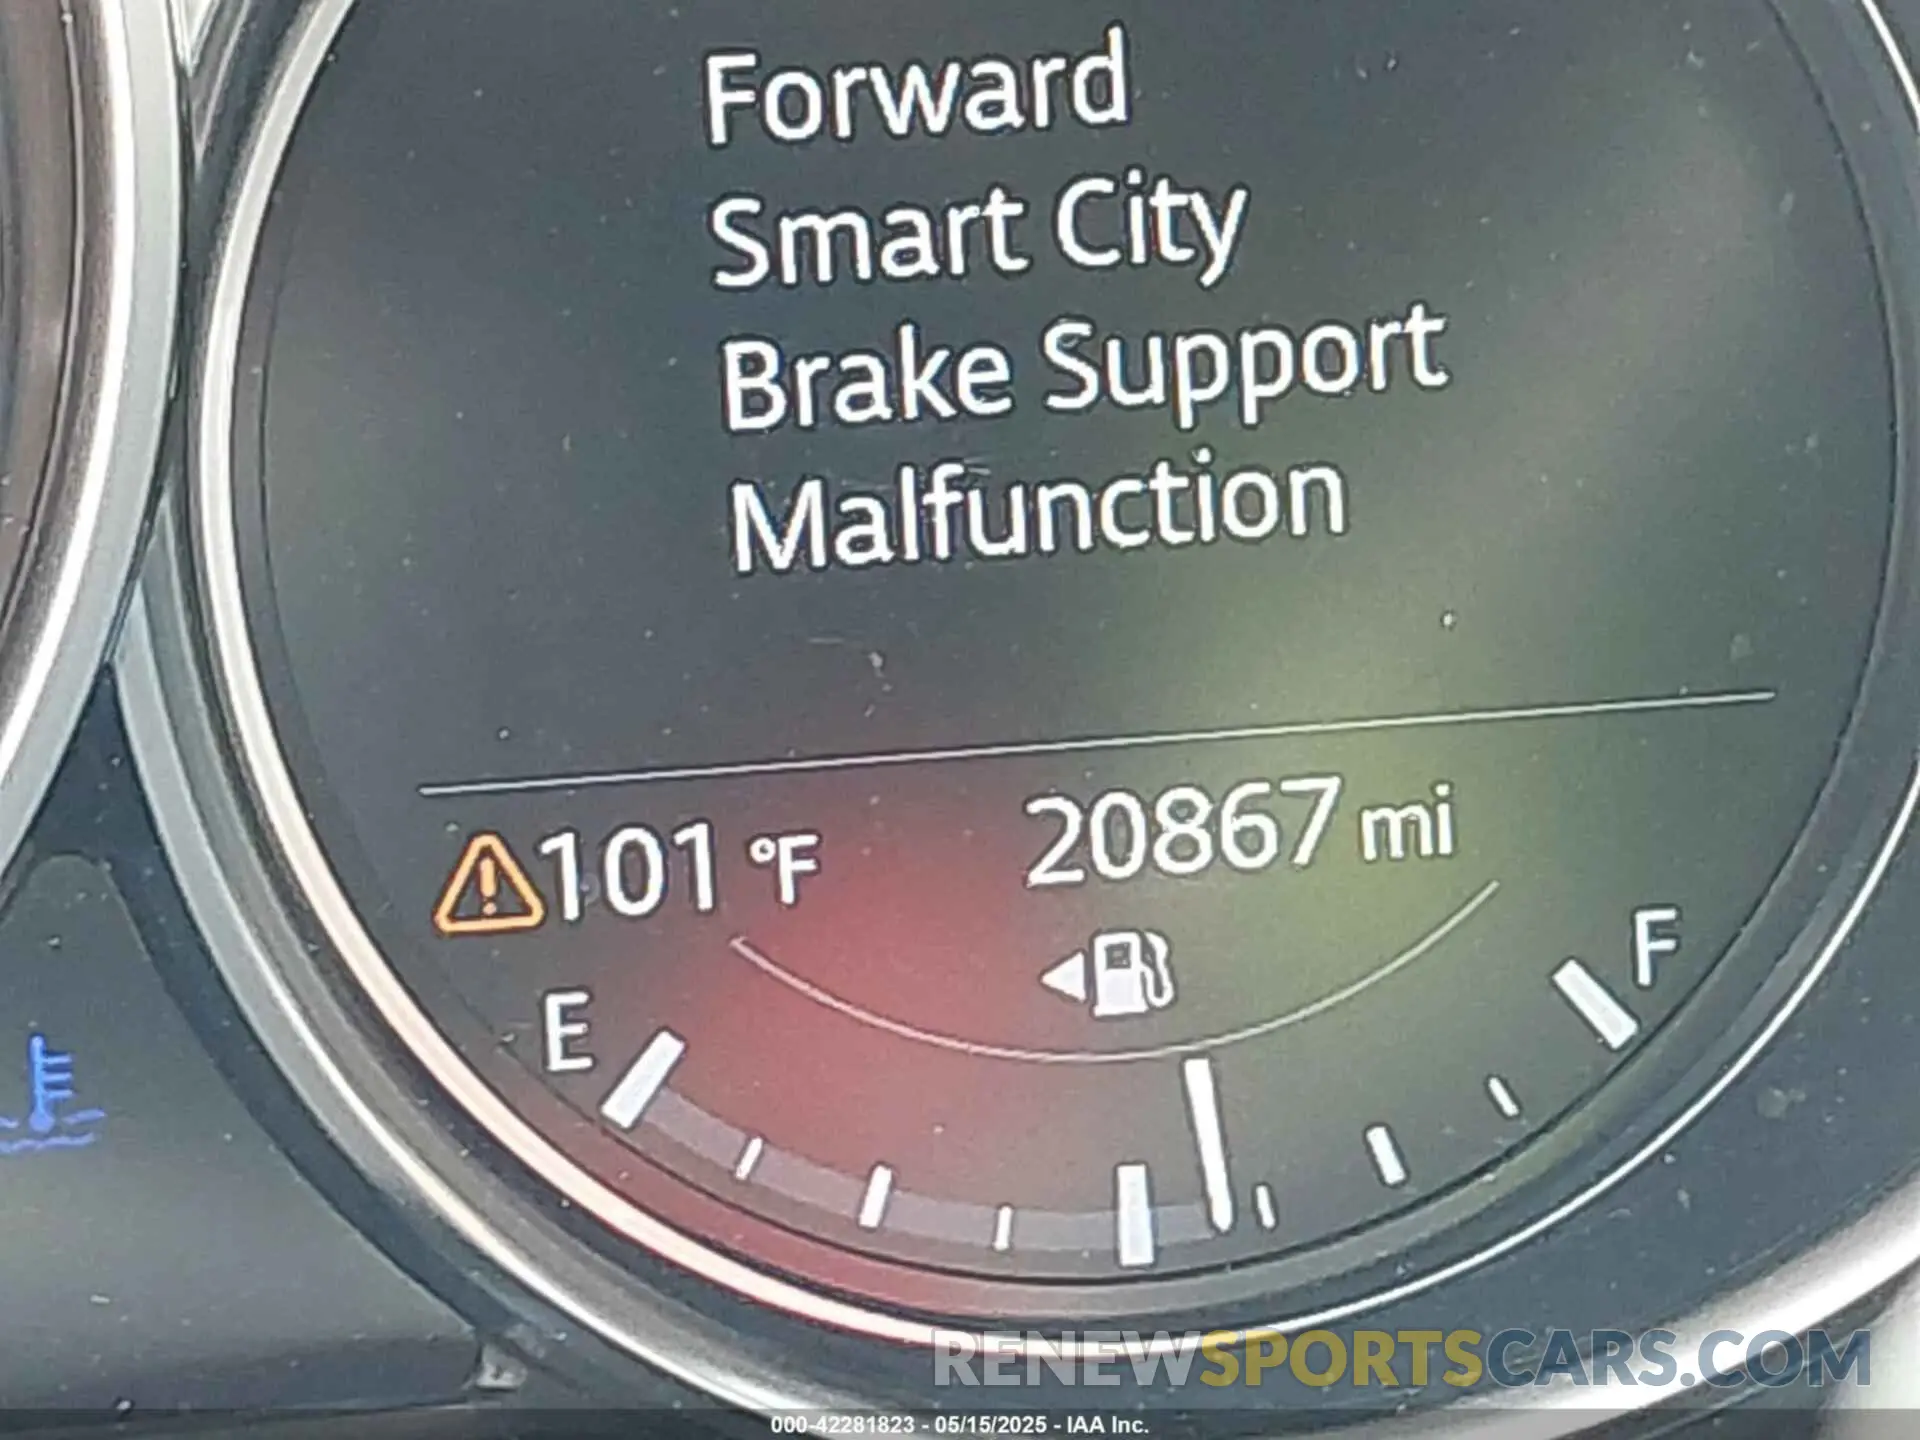 Forward
Smart City
Brake Support
Malfunction
101 °F 20867 mi
E F
RENEWSPORTSCARS.COM
000-42281823 - 05/15/2025 - IAA Inc.